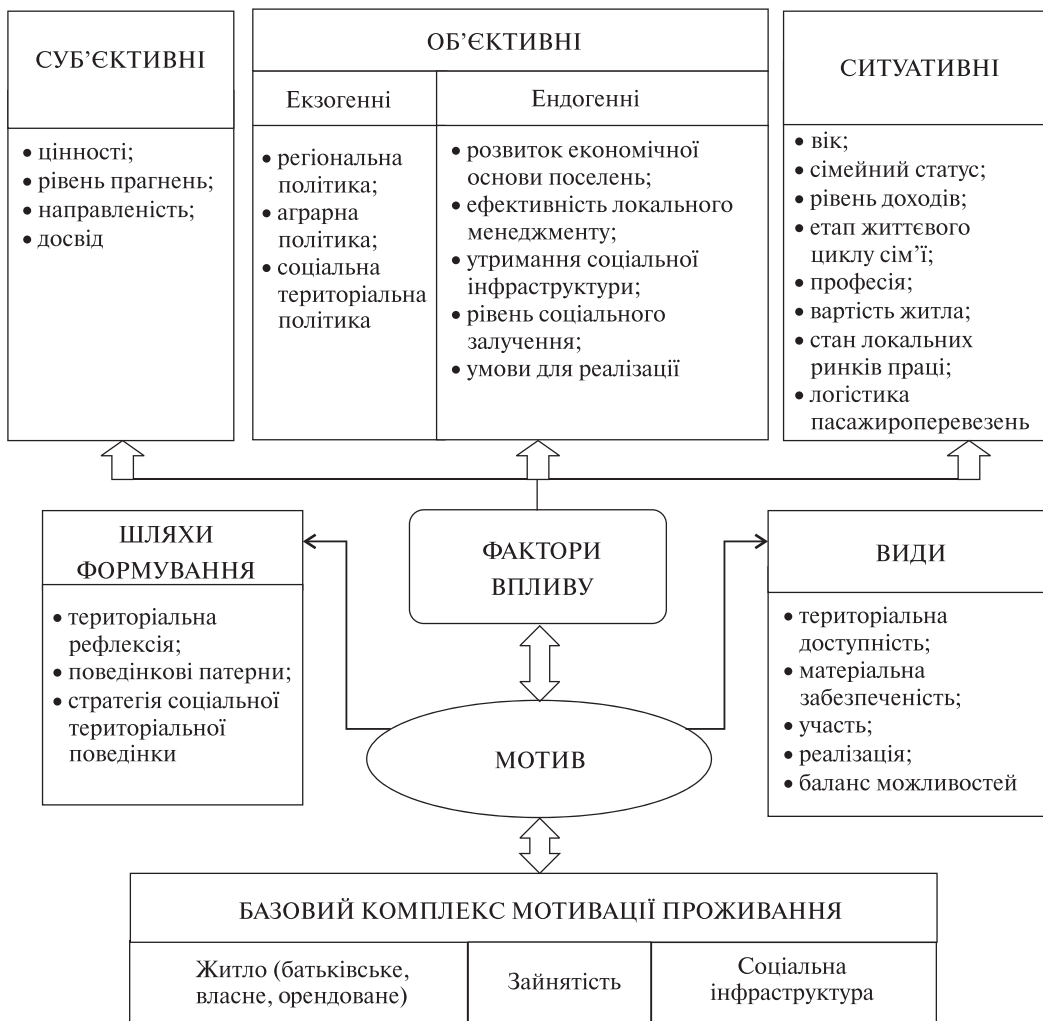 СУБ’ЄКТИВНІ
• цінності;
• рівень прагнень;
• направленість;
• досвід
ОБ’ЄКТИВНІ
Екзогенні
• регіональна
політика;
• аграрна
політика;
• соціальна
територіальна
політика
Ендогенні
• розвиток економічної
основи поселень;
• ефективність локального
менеджменту;
• утримання соціальної
інфраструктури;
• рівень соціального
залучення;
• умови для реалізації
СИТУАТИВНІ
• вік;
• сімейний статус;
• рівень доходів;
• етап життєвого
циклу сім’ї;
• професія;
• вартість житла;
• стан локальних
ринків праці;
• логістика
пасажироперевезень
ШЛЯХИ
ФОРМУВАННЯ
• територіальна
рефлексія;
• поведінкові патерни;
• стратегія соціальної
територіальної
поведінки
ФАКТОРИ
ВПЛИВУ
ВИДИ
• територіальна
доступність;
• матеріальна
забезпеченість;
• участь;
• реалізація;
• баланс можливостей
МОТИВ
БАЗОВИЙ КОМПЛЕКС МОТИВАЦІЇ ПРОЖИВАННЯ
Житло (батьківське,
власне, орендоване)
Зайнятість
Соціальна
інфраструктура